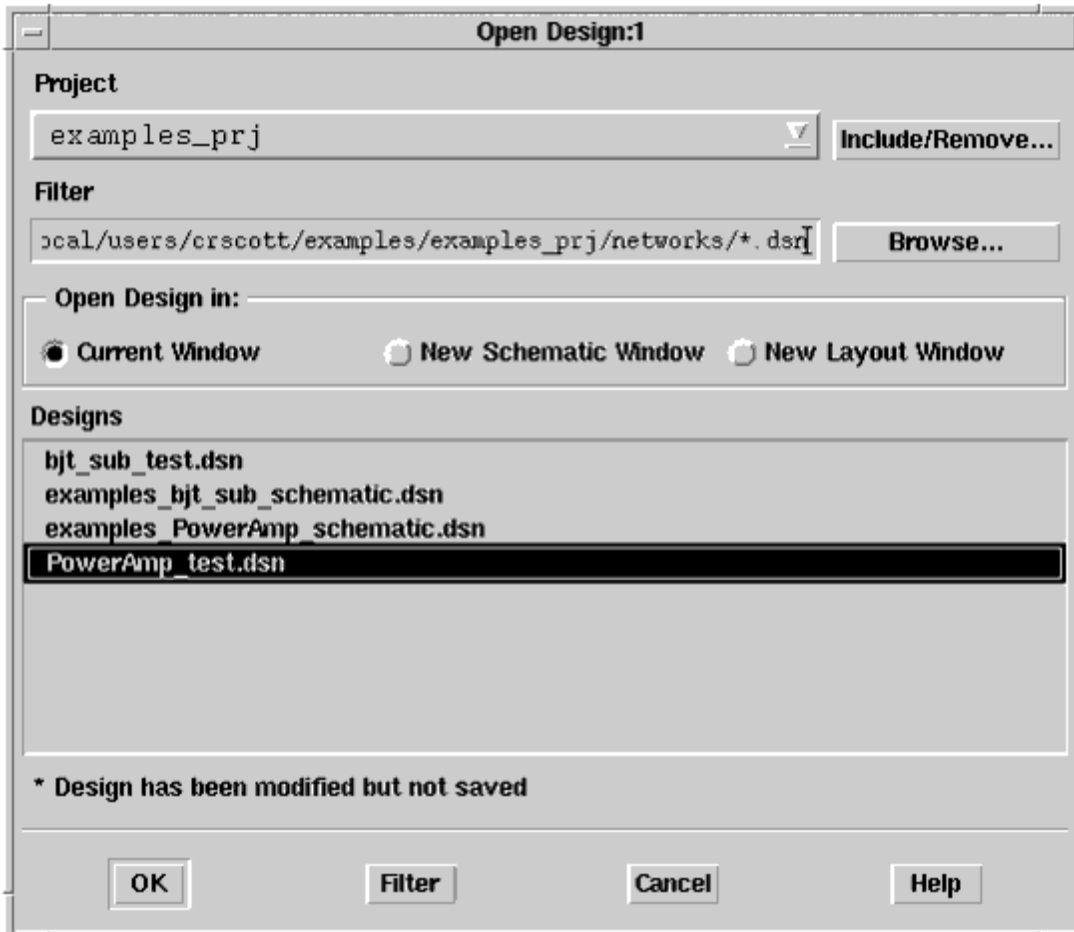 Open Design:1
Project
examples_prj
Include/Remove...
Filter
ocal/users/crscott/examples/examples_prj/networks/*.dsn
Browse...
Open Design in:
Current Window New Schematic Window New Layout Window
Designs
bjt_sub_test.dsn
examples_bjt_sub_schematic.dsn
examples_PowerAmp_schematic.dsn
PowerAmp_test.dsn
* Design has been modified but not saved
OK Filter Cancel Help